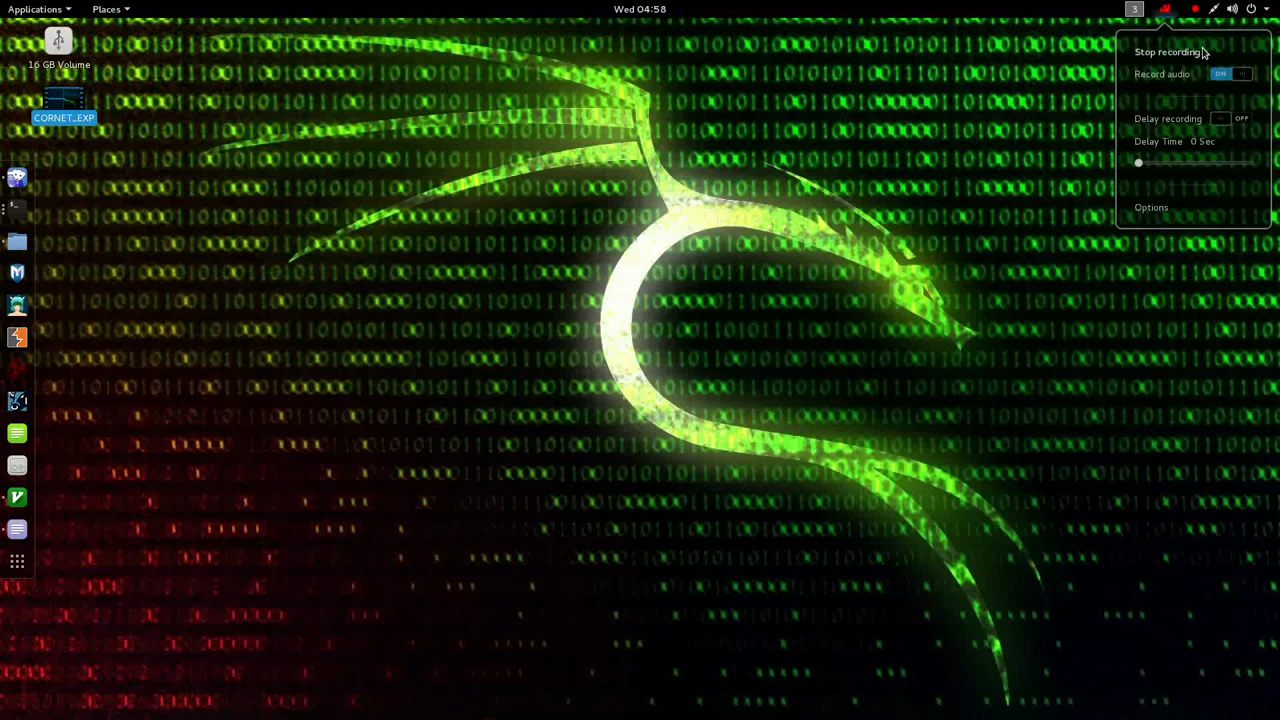 Applications
Places
Wed 04:58
3
16 GB Volume
CORNET_EXP
Stop recording
Record audio
ON
Delay recording
OFF
Delay Time 0 Sec
Options